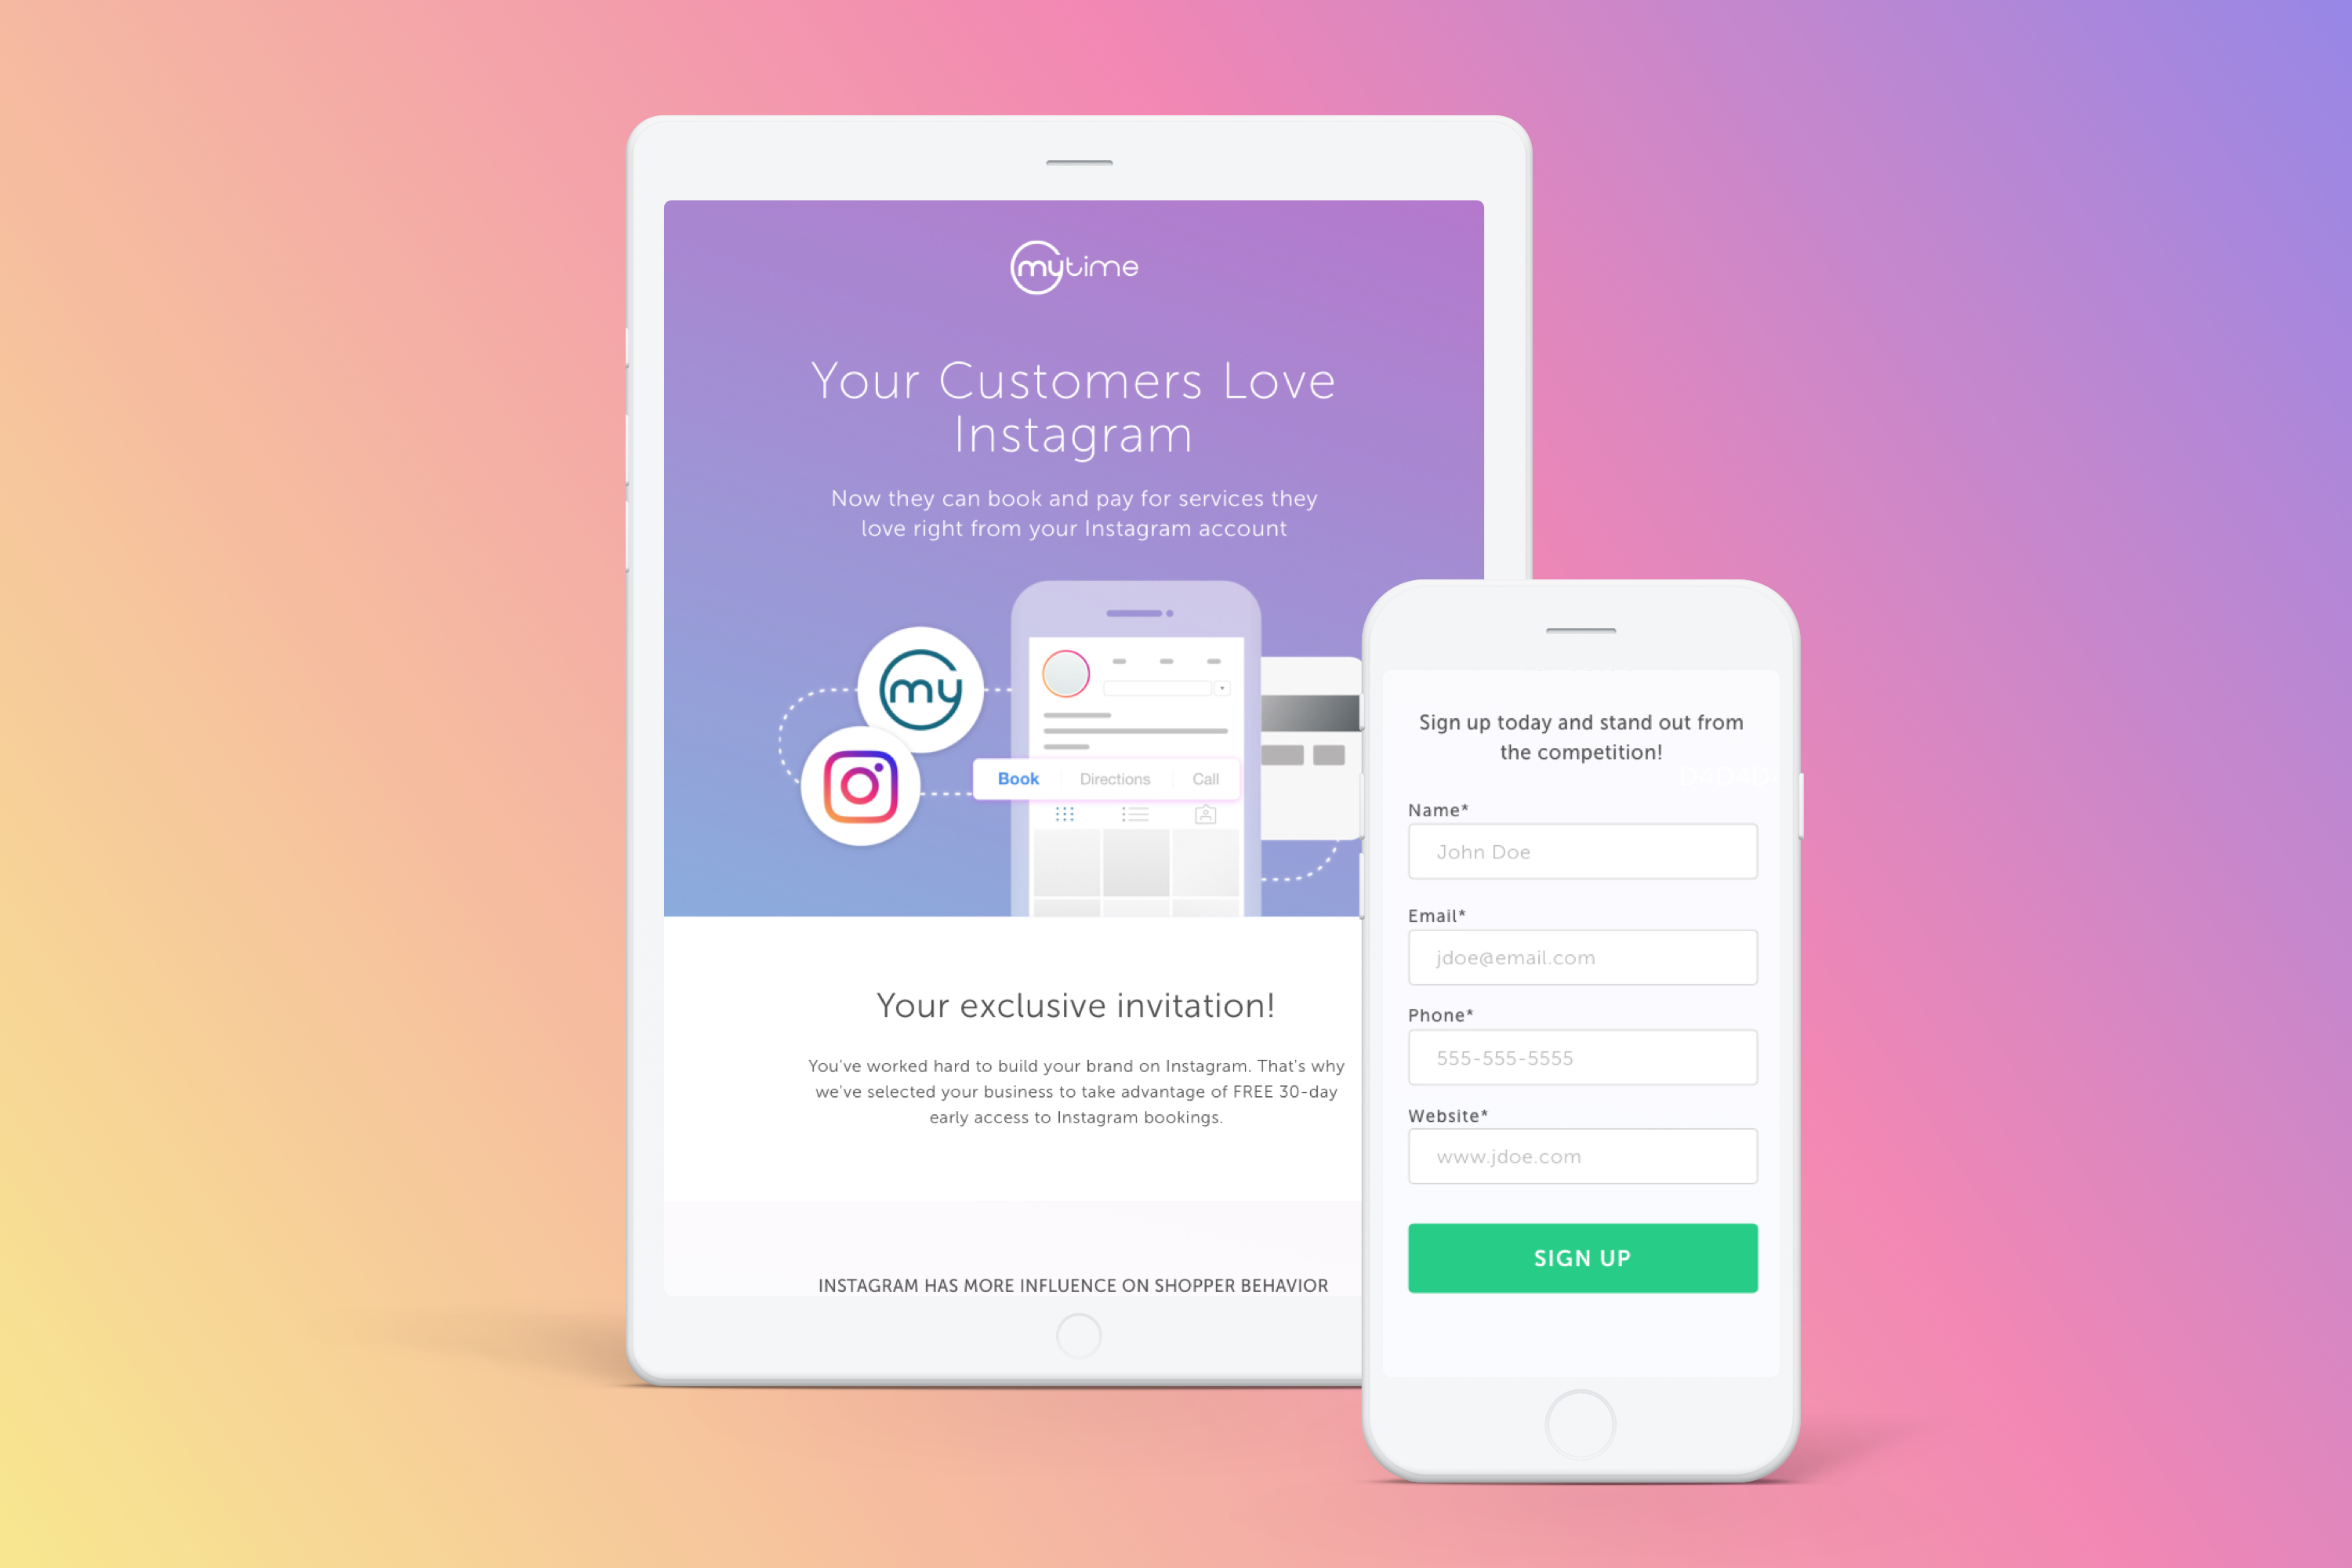 mytime
Your Customers Love
Instagram
Now they can book and pay for services they
love right from your Instagram account
my
Book Directions Call
Your exclusive invitation!
You've worked hard to build your brand on Instagram. That's why
we've selected your business to take advantage of FREE 30-day
early access to Instagram bookings.
INSTAGRAM HAS MORE INFLUENCE ON SHOPPER BEHAVIOR
Sign up today and stand out from
the competition!
Name*
John Doe
Email*
jdoe@email.com
Phone*
555-555-5555
Website*
www.jdoe.com
SIGN UP